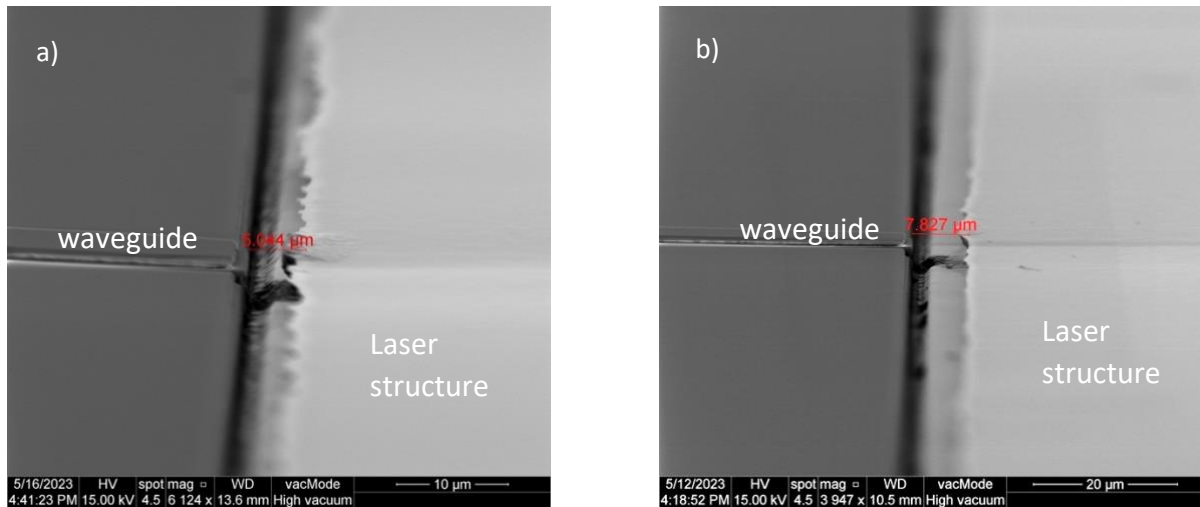 a)
5.044 µm
waveguide
Laser
structure
5/16/2023 HV spot mag □ WD vacMode 10 µm
4:41:23 PM 15.00 kV 4.5 6 124 x 13.6 mm High vacuum
b)
7.827 µm
waveguide
Laser
structure
5/12/2023 HV spot mag □ WD vacMode 20 µm
4:18:52 PM 15.00 kV 4.5 3 947 x 10.5 mm High vacuum